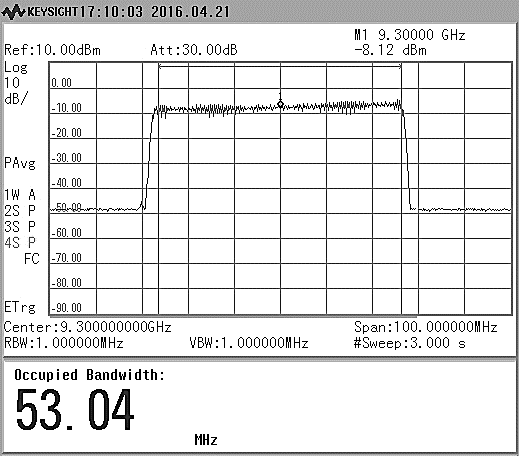 KEYSIGHT 17:10:03 2016.04.21
M1 9.30000 GHz
Ref:10.00dBm Att:30.00dB -8.12 dBm
Log
10
dB/
0.00
-10.00
-20.00
-30.00
PAvg
-40.00
1W A
2S P
-50.00
3S P
-60.00
4S P
FC
-70.00
-80.00
ETrg
-90.00
Center:9.300000000GHz Span:100.000000MHz
RBW:1.000000MHz VBW:1.000000MHz #Sweep:3.000 s
Occupied Bandwidth:
53.04
MHz